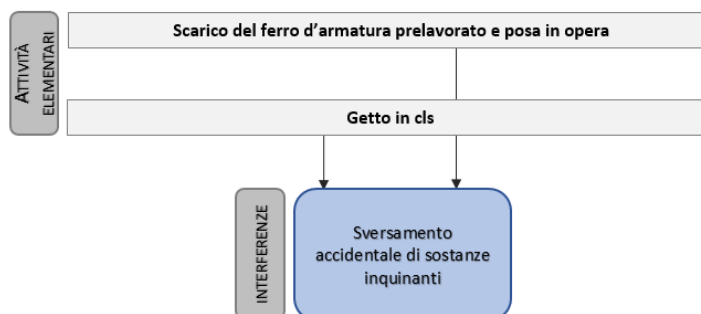 ATTIVITÀ
ELEMENTARI
Scarico del ferro d’armatura prelavorato e posa in opera
Getto in cls
INTERFERENZE
Sversamento
accidentale di sostanze
inquinanti